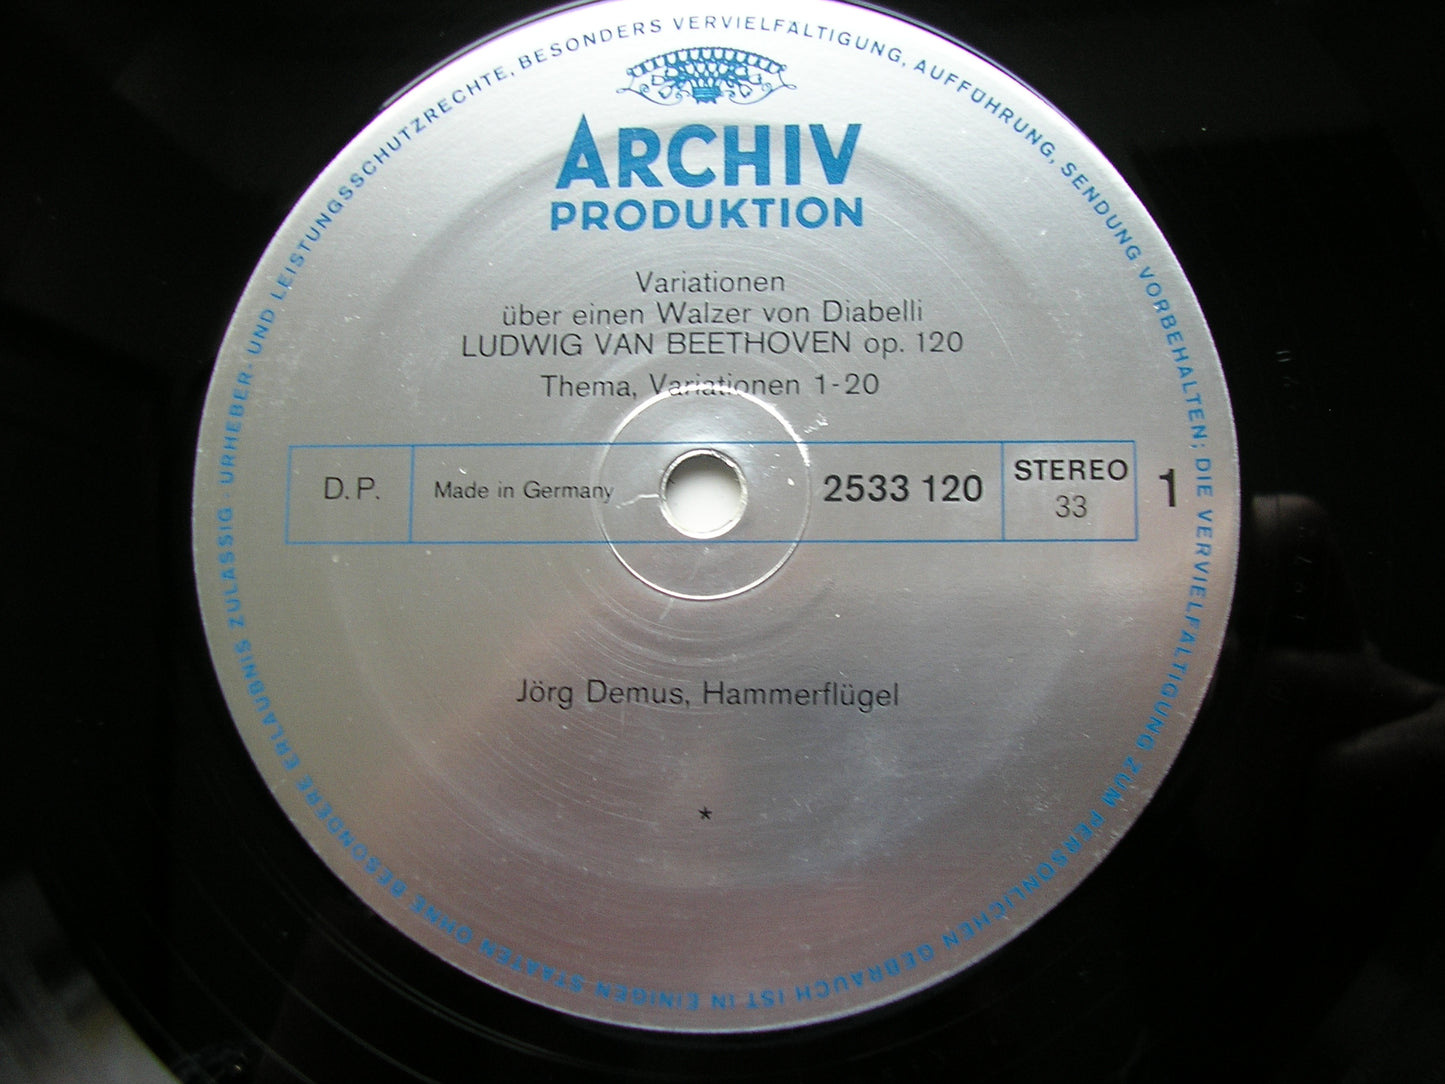 URHEBER- UND LEISTUNGSSCHUTZRECHTE, BESONDERS VERVIELFÄLTIGUNG, AUFFÜHRUNG, SENDUNG VORBEHALTEN; DIE VERVIELFÄLTIGUNG ZUM PERSÖNLICHEN GEBRAUCH IST IN EINIGEN STAATEN OHNE BESONDERE ERLAUBNIS ZULÄSSIG -
ARCHIV
PRODUKTION
Variationen
über einen Walzer von Diabelli
LUDWIG VAN BEETHOVEN op. 120
Thema, Variationen 1-20
D.P. Made in Germany 2533 120 STEREO 1
33
Jörg Demus, Hammerflügel
*